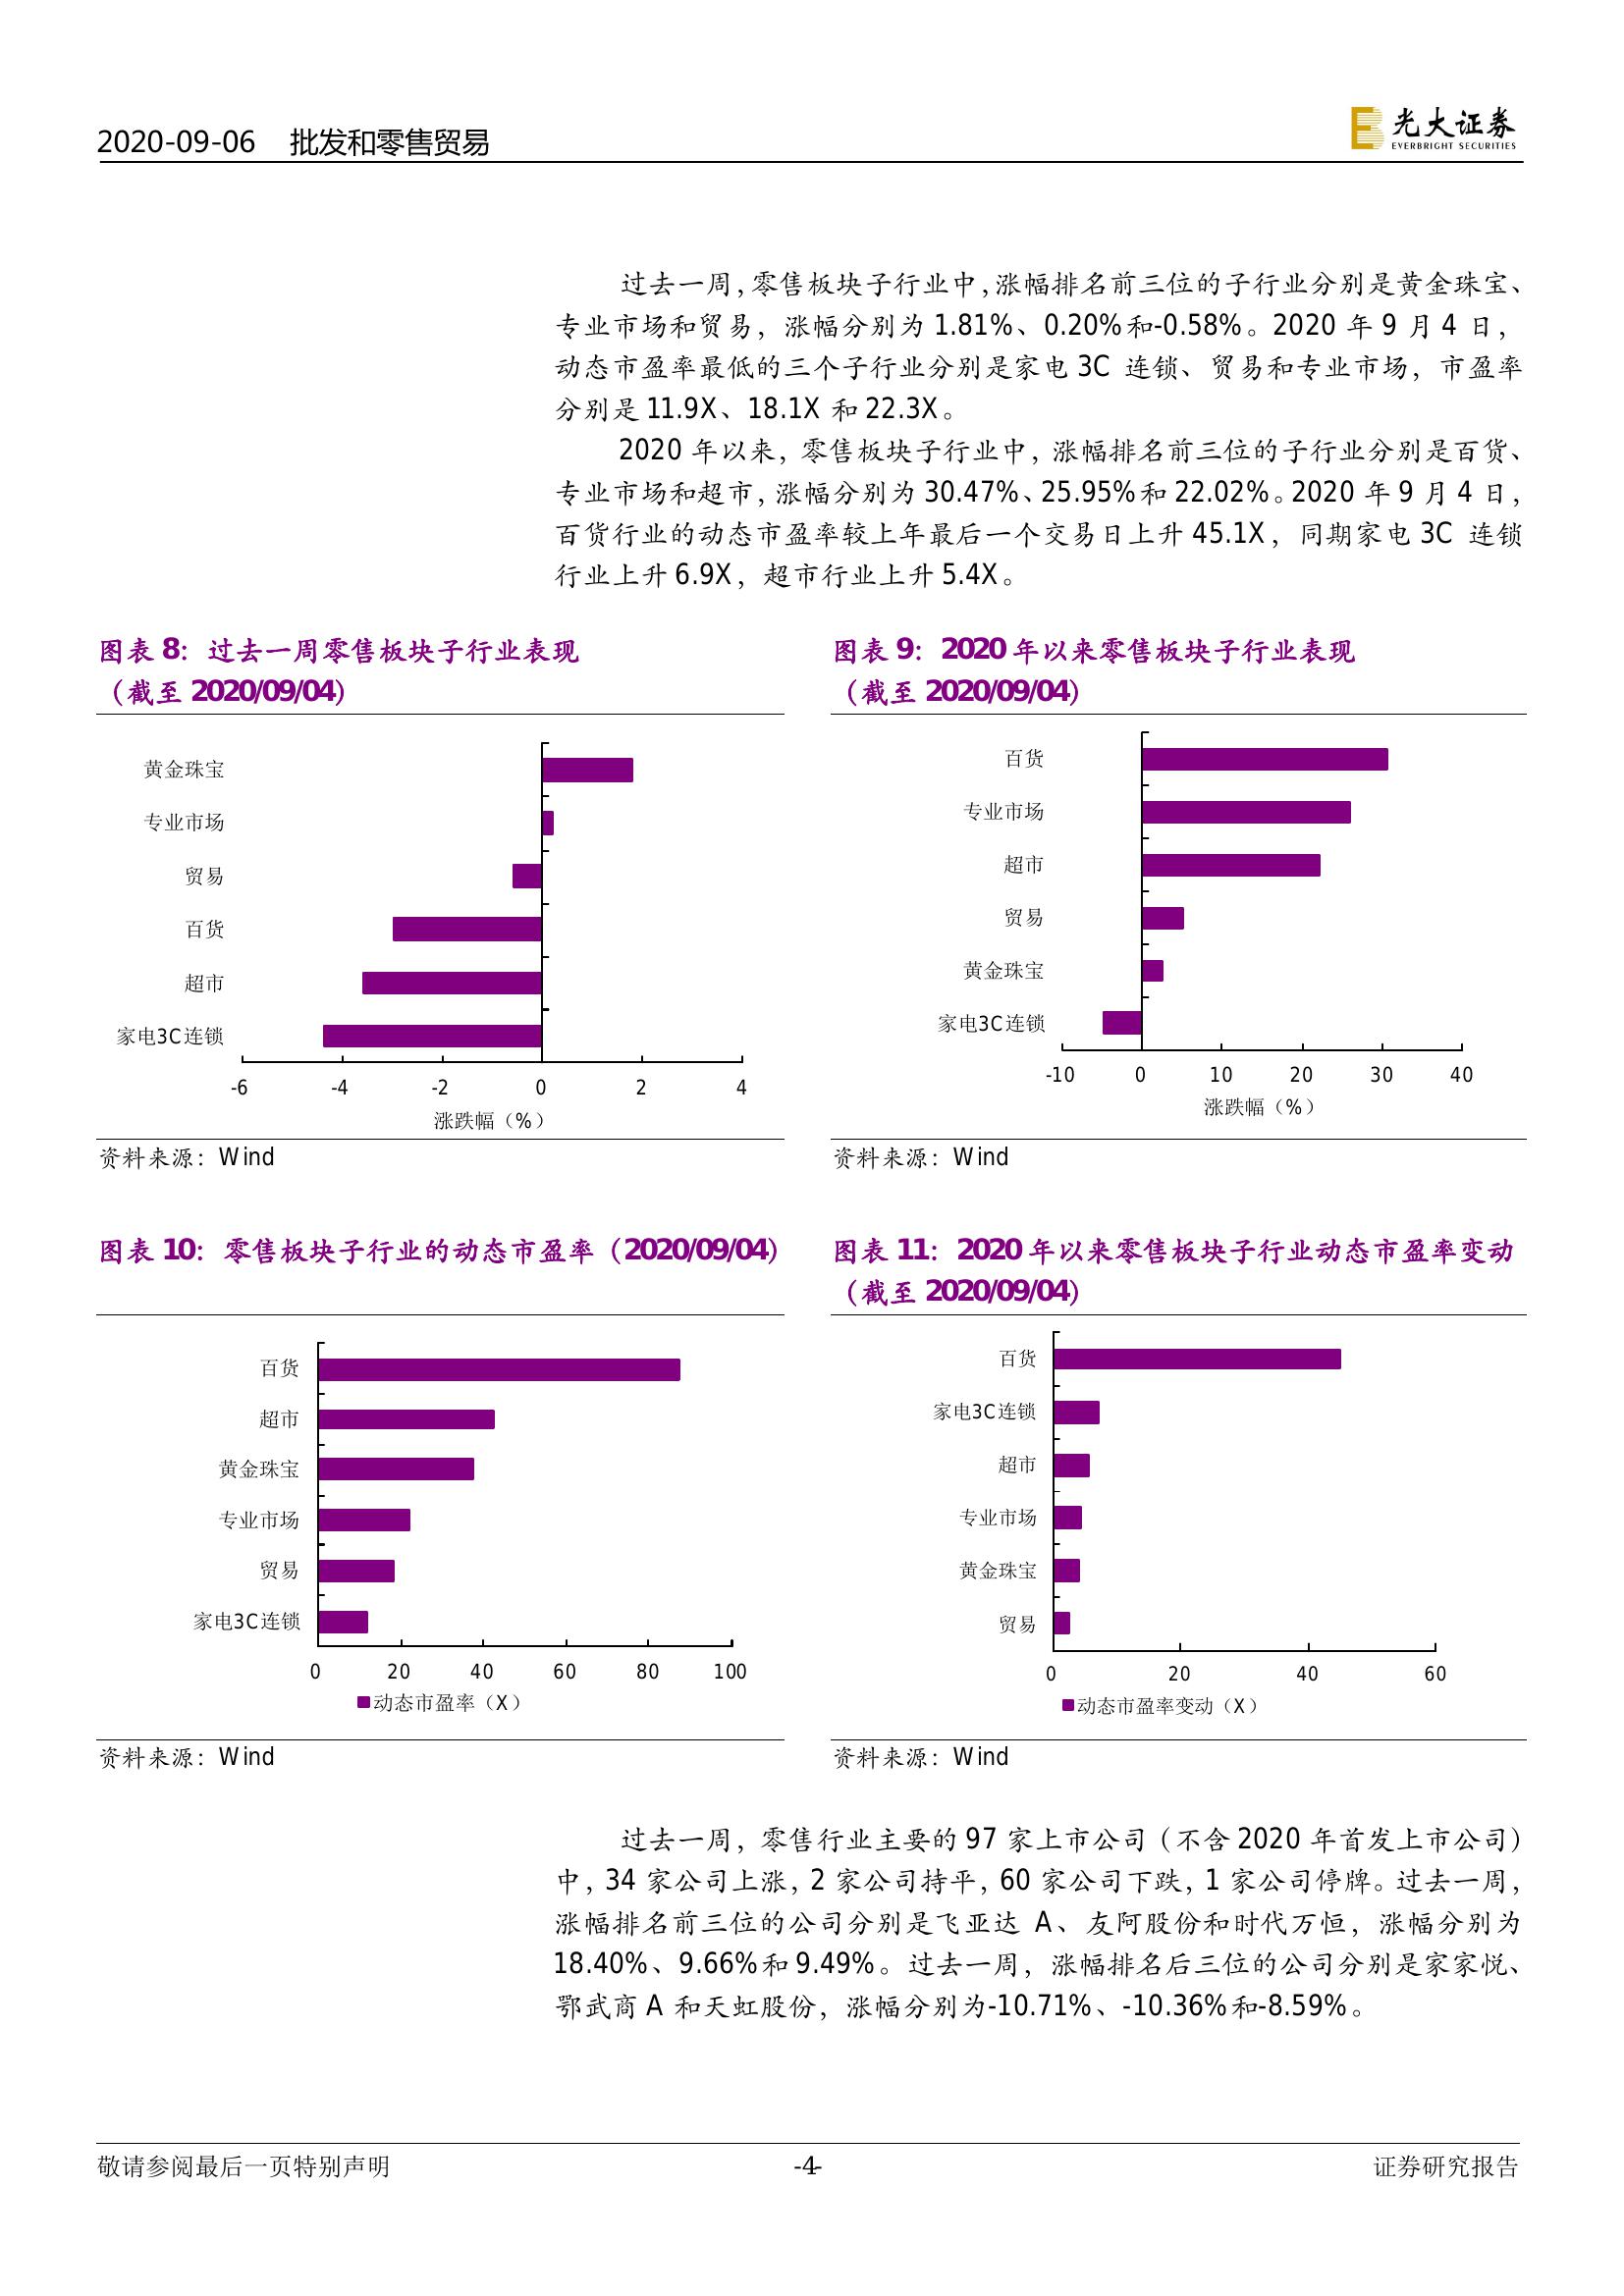 2020-09-06 批发和零售贸易
光大证券
EVERBRIGHT SECURITIES
过去一周，零售板块子行业中，涨幅排名前三位的子行业分别是黄金珠宝、
专业市场和贸易，涨幅分别为 1.81%、0.20%和-0.58%。2020 年 9 月 4 日，
动态市盈率最低的三个子行业分别是家电 3C 连锁、贸易和专业市场，市盈率
分别是 11.9X、18.1X 和 22.3X。
2020 年以来，零售板块子行业中，涨幅排名前三位的子行业分别是百货、
专业市场和超市，涨幅分别为 30.47%、25.95%和 22.02%。2020 年 9 月 4 日，
百货行业的动态市盈率较上年最后一个交易日上升 45.1X，同期家电 3C 连锁
行业上升 6.9X，超市行业上升 5.4X。
图表 8：过去一周零售板块子行业表现
（截至 2020/09/04）
黄金珠宝
专业市场
贸易
百货
超市
家电3C连锁
-6 -4 -2 0 2 4
涨跌幅（%）
资料来源：Wind
图表 9：2020 年以来零售板块子行业表现
（截至 2020/09/04）
百货
专业市场
超市
贸易
黄金珠宝
家电3C连锁
-10 0 10 20 30 40
涨跌幅（%）
资料来源：Wind
图表 10：零售板块子行业的动态市盈率（2020/09/04）
百货
超市
黄金珠宝
专业市场
贸易
家电3C连锁
0 20 40 60 80 100
动态市盈率（X）
资料来源：Wind
图表 11：2020 年以来零售板块子行业动态市盈率变动
（截至 2020/09/04）
百货
家电3C连锁
超市
专业市场
黄金珠宝
贸易
0 20 40 60
动态市盈率变动（X）
资料来源：Wind
过去一周，零售行业主要的 97 家上市公司（不含 2020 年首发上市公司）
中，34 家公司上涨，2 家公司持平，60 家公司下跌，1 家公司停牌。过去一周，
涨幅排名前三位的公司分别是飞亚达 A、友阿股份和时代万恒，涨幅分别为
18.40%、9.66%和 9.49%。过去一周，涨幅排名后三位的公司分别是家家悦、
鄂武商 A 和天虹股份，涨幅分别为-10.71%、-10.36%和-8.59%。
敬请参阅最后一页特别声明 -4- 证券研究报告